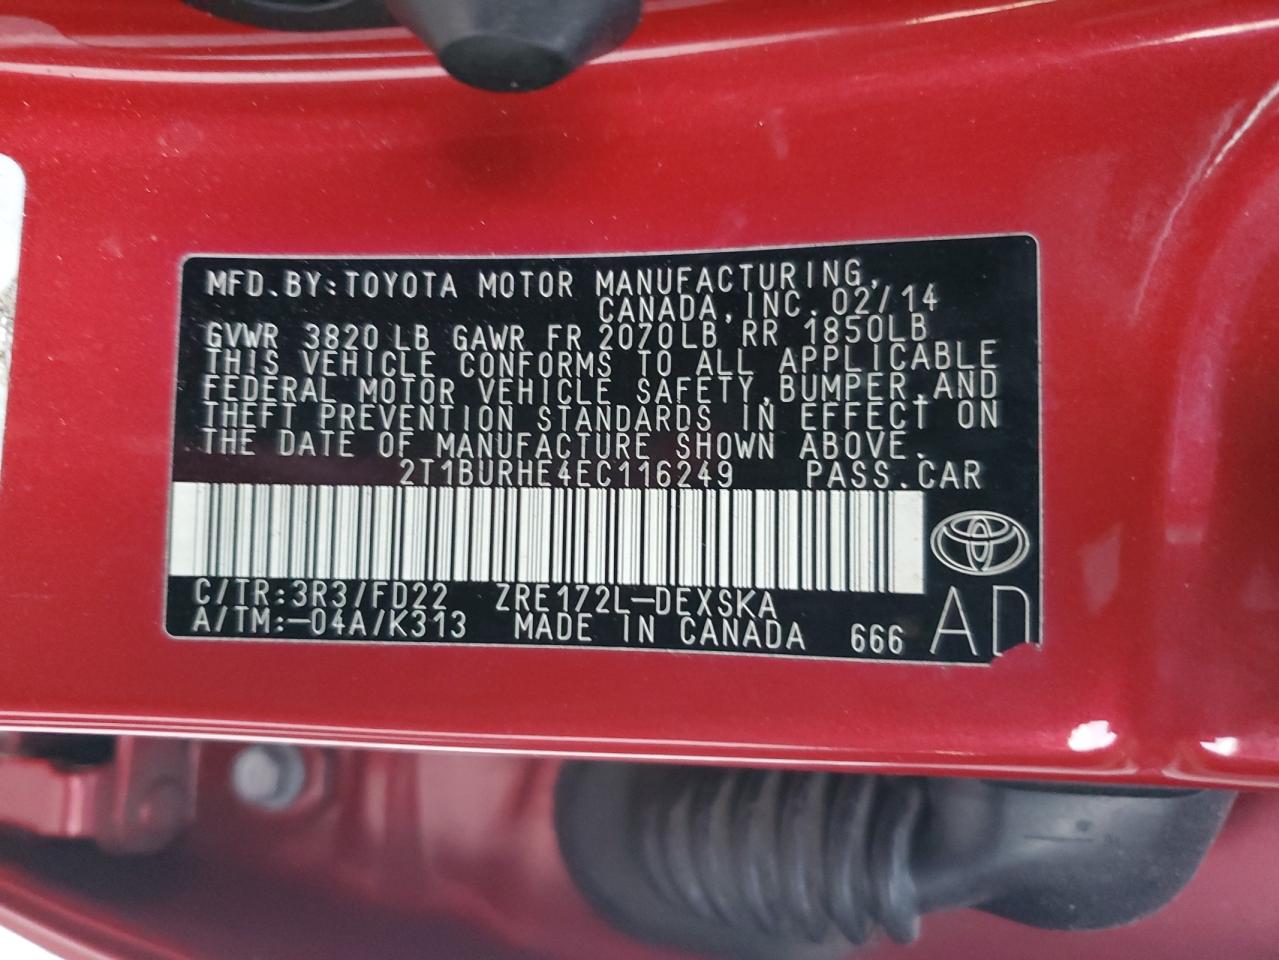 MFD.BY:TOYOTA MOTOR MANUFACTURING,
CANADA,INC.02/14
GVWR 3820LB GAWR FR 2070LB RR 1850LB
THIS VEHICLE CONFORMS TO ALL APPLICABLE
FEDERAL MOTOR VEHICLE SAFETY,BUMPER,AND
THEFT PREVENTION STANDARDS IN EFFECT ON
THE DATE OF MANUFACTURE SHOWN ABOVE.
2T1BURHE4EC116249 PASS.CAR
C/TR:3R3/FD22 ZRE172L-DEXSKA
A/TM:-04A/K313 MADE IN CANADA 666 AD